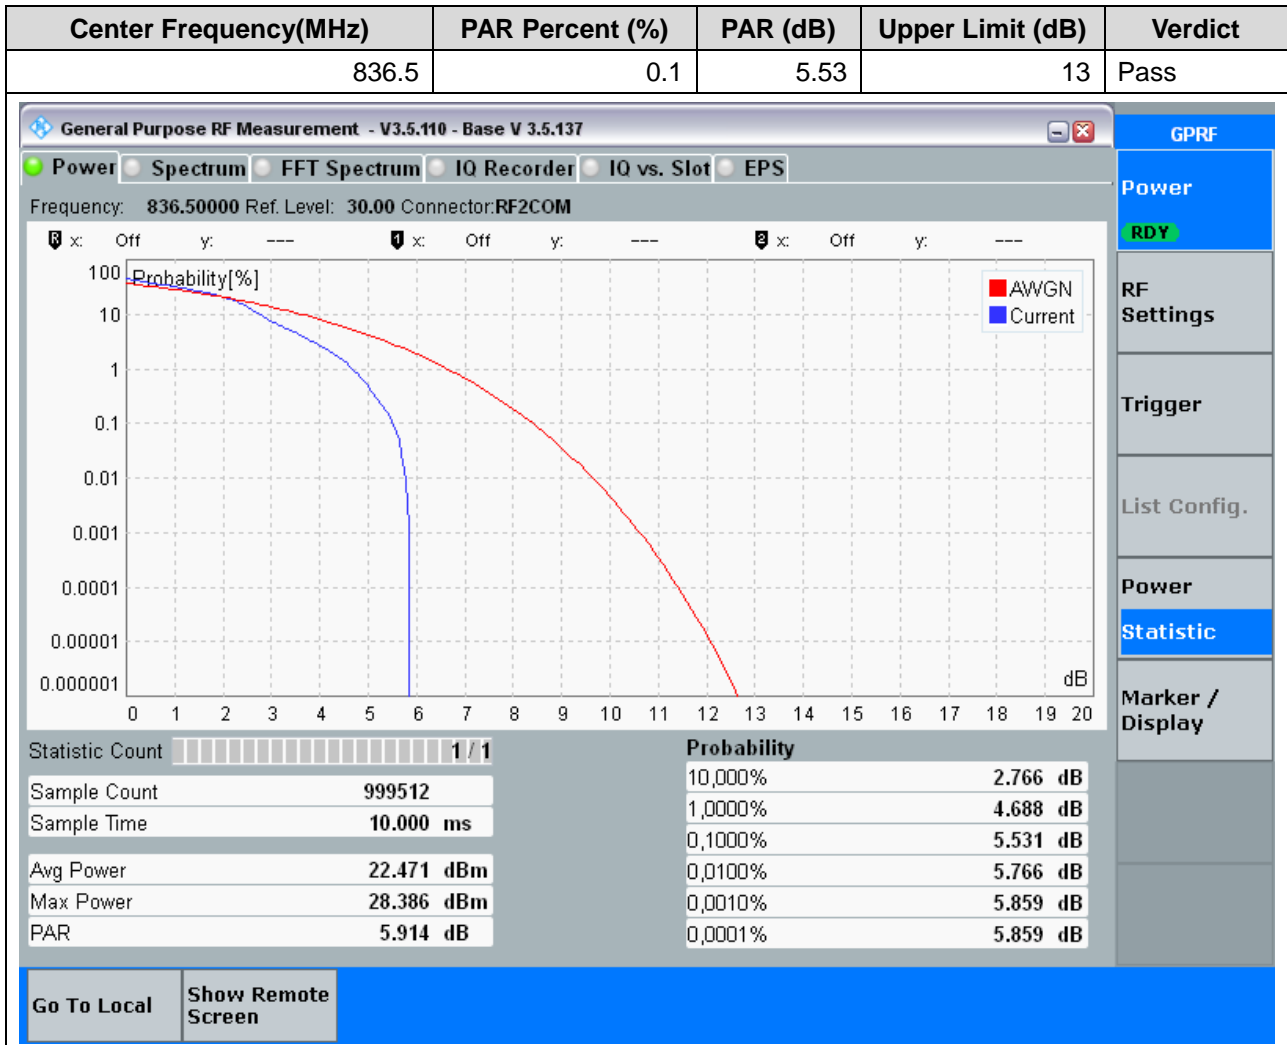 Center Frequency(MHz) PAR Percent (%) PAR (dB) Upper Limit (dB) Verdict
836.5 0.1 5.53 13 Pass
General Purpose RF Measurement - V3.5.110 - Base V 3.5.137
GPRF
Power Spectrum FFT Spectrum IQ Recorder IQ vs. Slot EPS
Power
RDY
Frequency: 836.50000 Ref. Level: 30.00 Connector:RF2COM
R x: Off y: --- 1 x: Off y: --- 2 x: Off y: ---
Probability[%]
AWGN
Current
100
10
1
0.1
0.01
0.001
0.0001
0.00001
0.000001
dB
0 1 2 3 4 5 6 7 8 9 10 11 12 13 14 15 16 17 18 19 20
RF
Settings
Trigger
List Config.
Power
Statistic
Marker /
Display
Statistic Count 1 / 1
Sample Count 999512
Sample Time 10.000 ms
Avg Power 22.471 dBm
Max Power 28.386 dBm
PAR 5.914 dB
Probability
10,000% 2.766 dB
1,0000% 4.688 dB
0,1000% 5.531 dB
0,0100% 5.766 dB
0,0010% 5.859 dB
0,0001% 5.859 dB
Go To Local
Show Remote
Screen